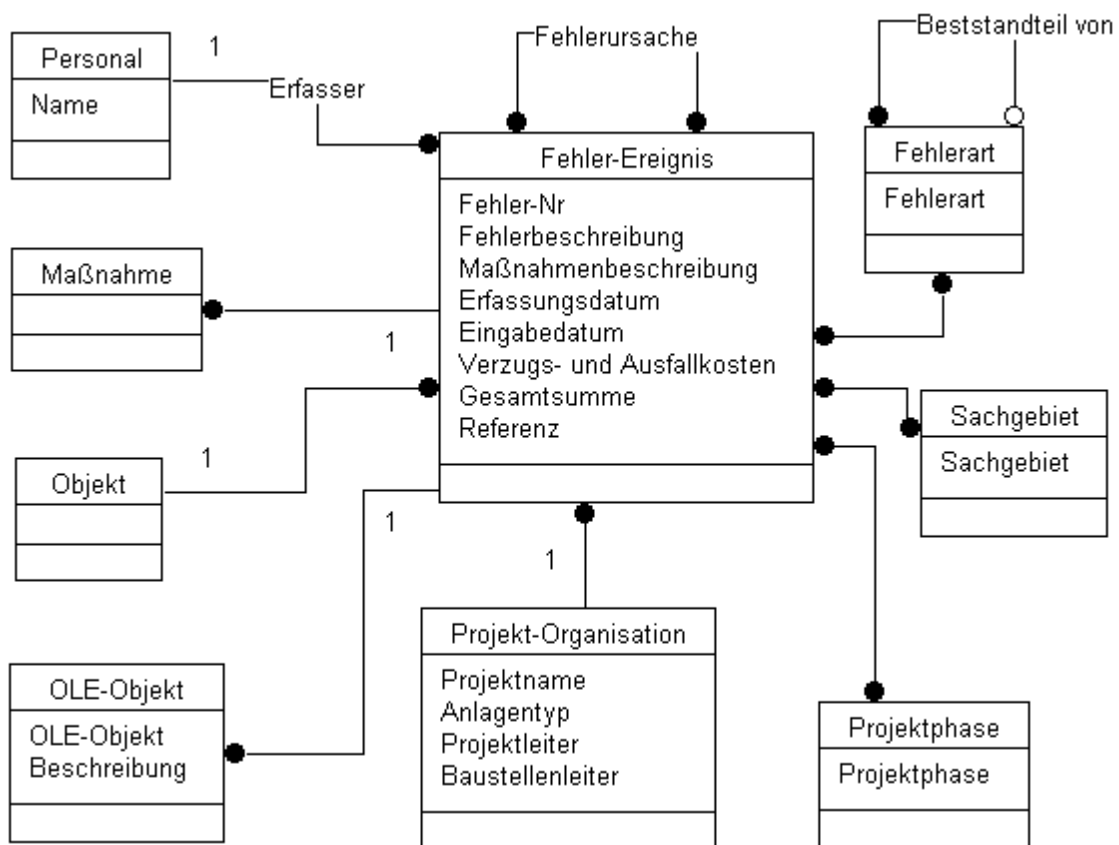 Personal
Name
1
Erfasser
Fehlerursache
Beststandteil von
Fehler-Ereignis
Fehler-Nr
Fehlerbeschreibung
Maßnahmenbeschreibung
Erfassungsdatum
Eingabedatum
Verzugs- und Ausfallkosten
Gesamtsumme
Referenz
Fehlerart
Fehlerart
Maßnahme
1
Objekt
1
Sachgebiet
Sachgebiet
1
1
OLE-Objekt
OLE-Objekt
Beschreibung
Projekt-Organisation
Projektname
Anlagentyp
Projektleiter
Baustellenleiter
Projektphase
Projektphase